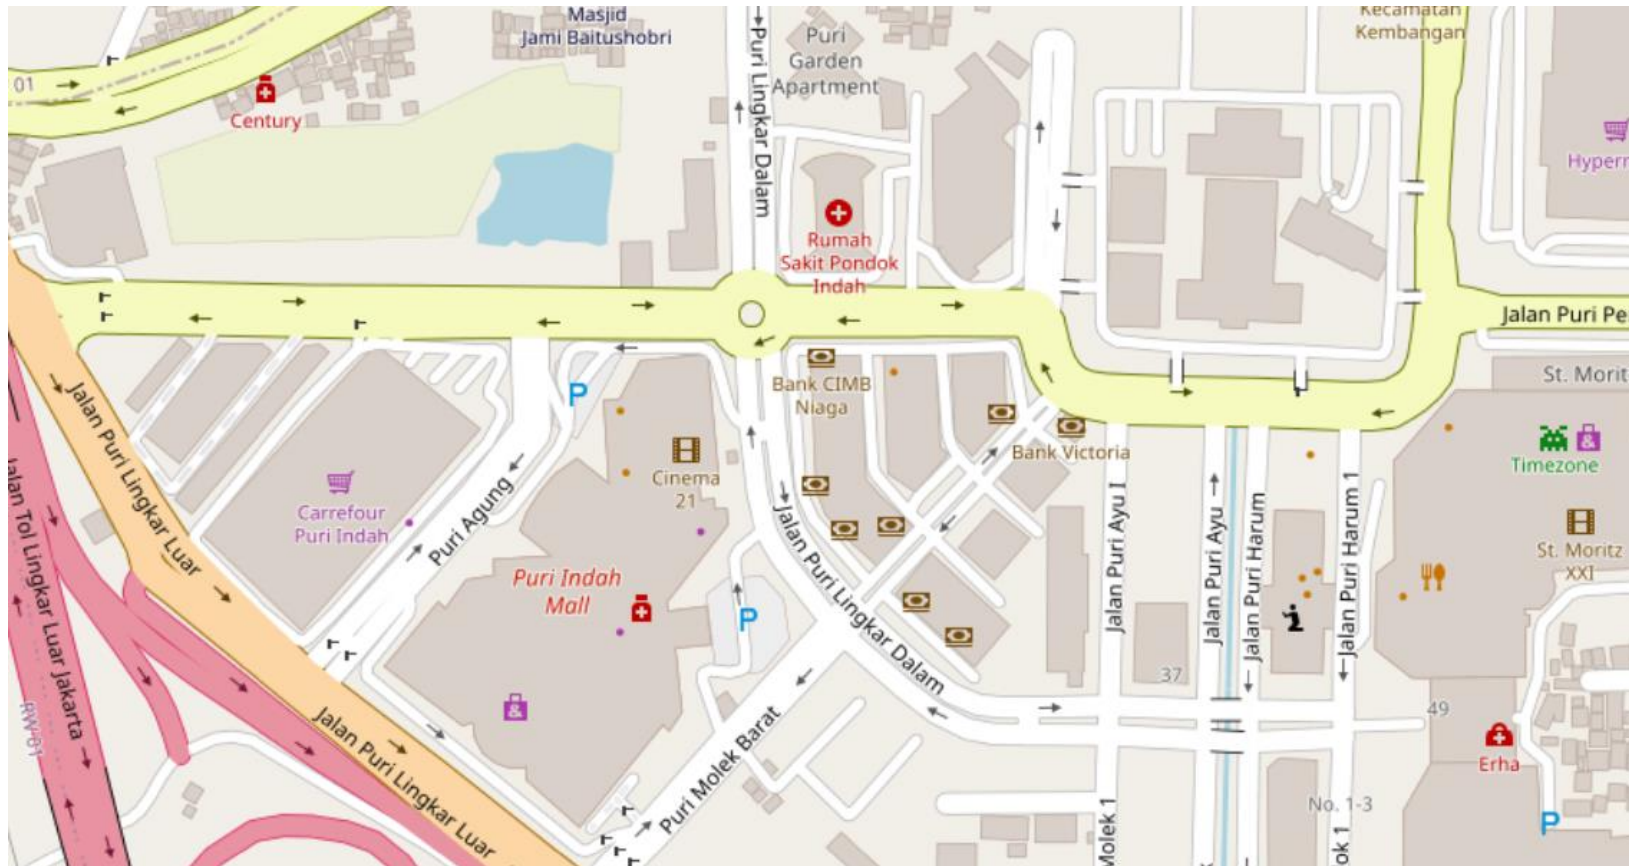 Masjid
Jami Baitushobri
Puri
Garden
Apartment
Kecamatan
Kembangan
01
Century
Puri Lingkar Dalam
Hyperr
Rumah
Sakit Pondok
Indah
Jalan Puri Pe
St. Morit
Bank CIMB
Niaga
Bank Victoria
P
Jalan Puri Lingkar Luar
Cinema
21
Timezone
Carrefour
Puri Indah
Puri Agung
Jalan Tol Lingkar Luar Jakarta
Jalan Puri Lingkar Dalam
Jalan Puri Ayu I
Jalan Puri Ayu
Jalan Puri Harum
Jalan Puri Harum 1
St. Moritz
XXI
Puri Indah
Mall
P
37
49
RW 01
Jalan Puri Lingkar Luar
Puri Molek Barat
Erha
No. 1-3
Molek 1
ok 1
P